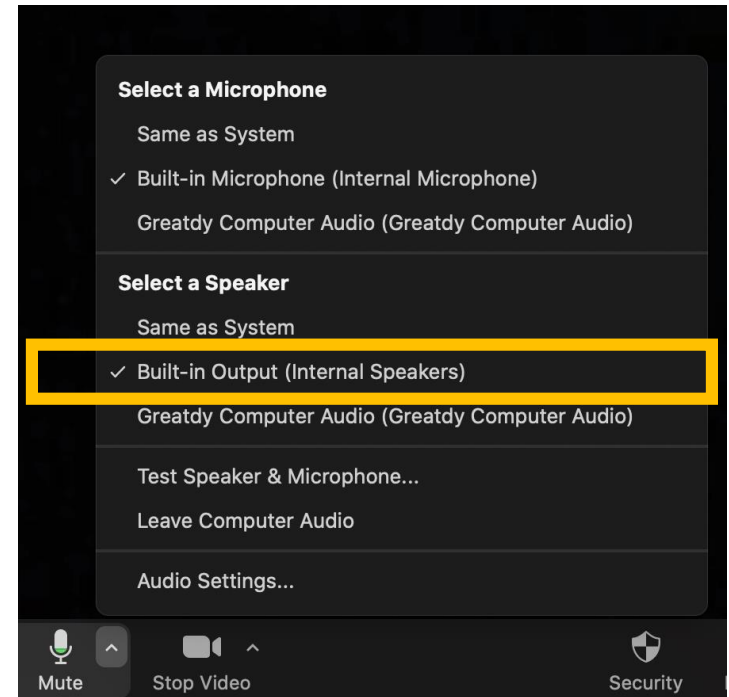 Select a Microphone
Same as System
✓ Built-in Microphone (Internal Microphone)
Greatdy Computer Audio (Greatdy Computer Audio)
Select a Speaker
Same as System
✓ Built-in Output (Internal Speakers)
Greatdy Computer Audio (Greatdy Computer Audio)
Test Speaker & Microphone...
Leave Computer Audio
Audio Settings...
Mute Stop Video Security